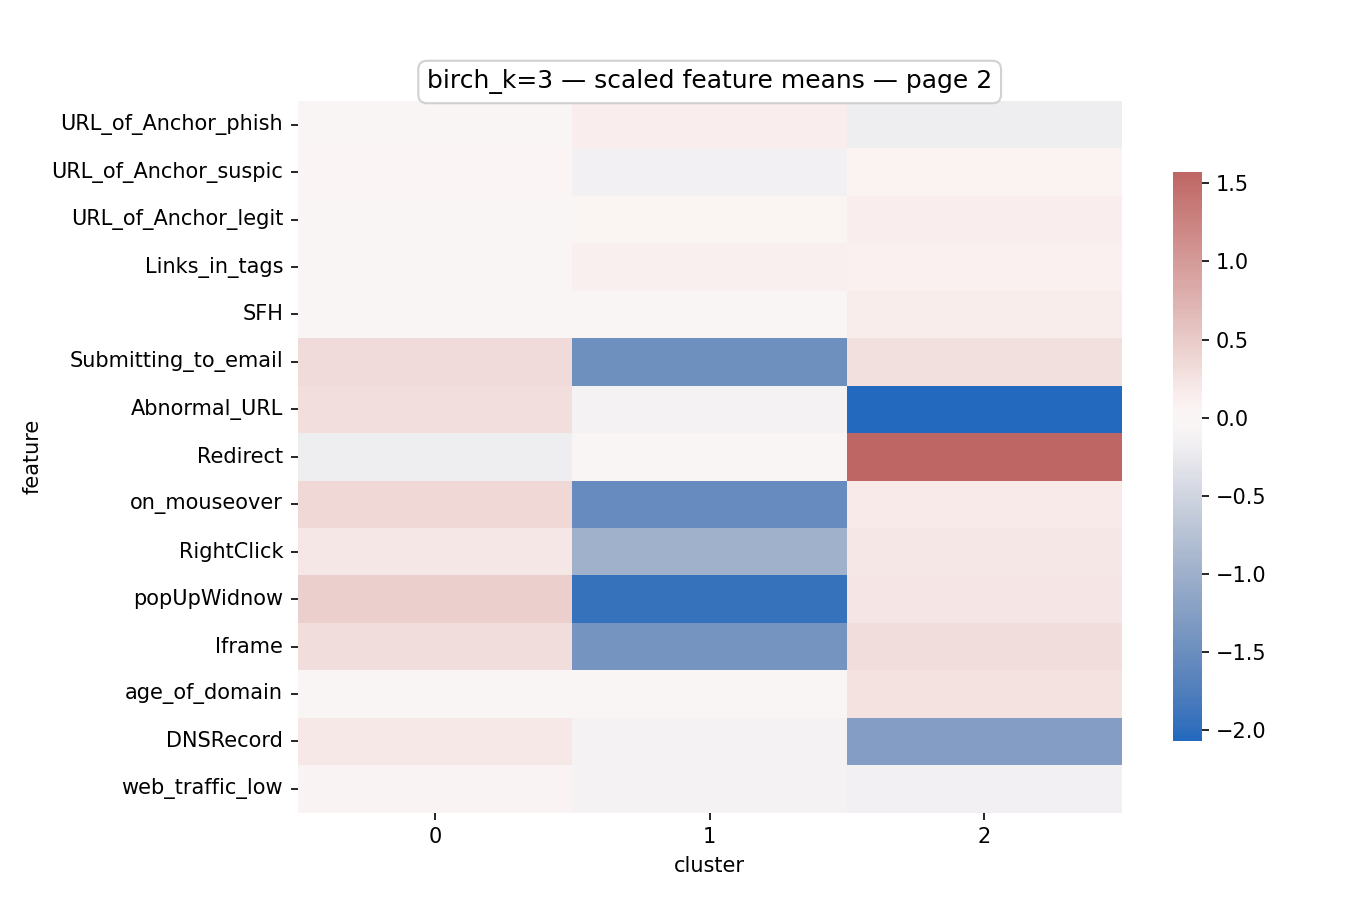 birch_k=3 — scaled feature means — page 2
URL_of_Anchor_phish
URL_of_Anchor_suspic
URL_of_Anchor_legit
Links_in_tags
SFH
Submitting_to_email
Abnormal_URL
Redirect
on_mouseover
RightClick
popUpWidnow
Iframe
age_of_domain
DNSRecord
web_traffic_low
feature
0
1
2
cluster
1.5
1.0
0.5
0.0
−0.5
−1.0
−1.5
−2.0